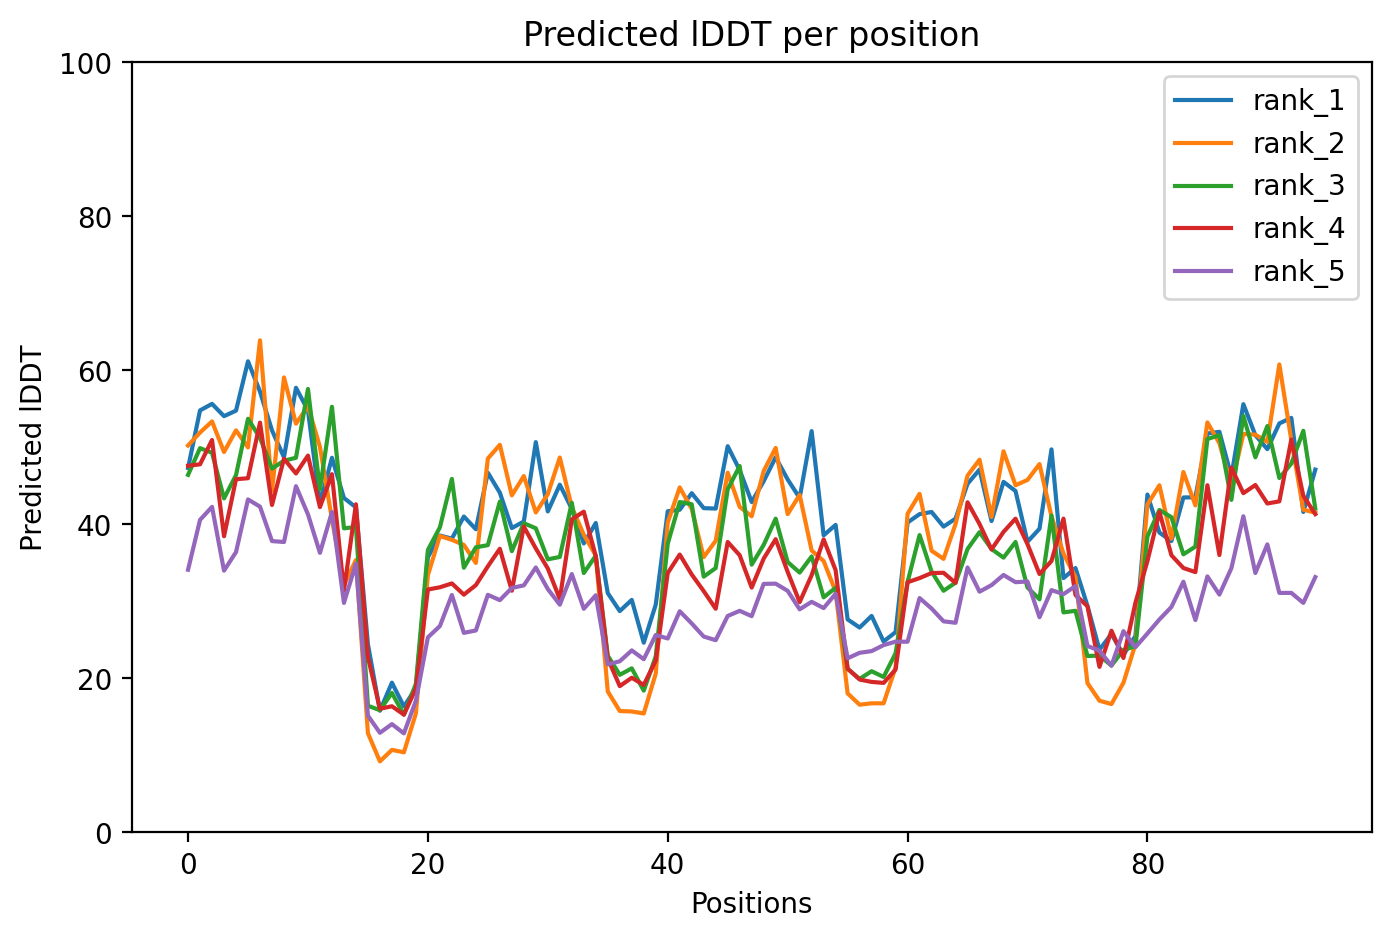 Predicted lDDT per position
100
80
60
40
20
0
Predicted lDDT
0 20 40 60 80
Positions
rank_1
rank_2
rank_3
rank_4
rank_5